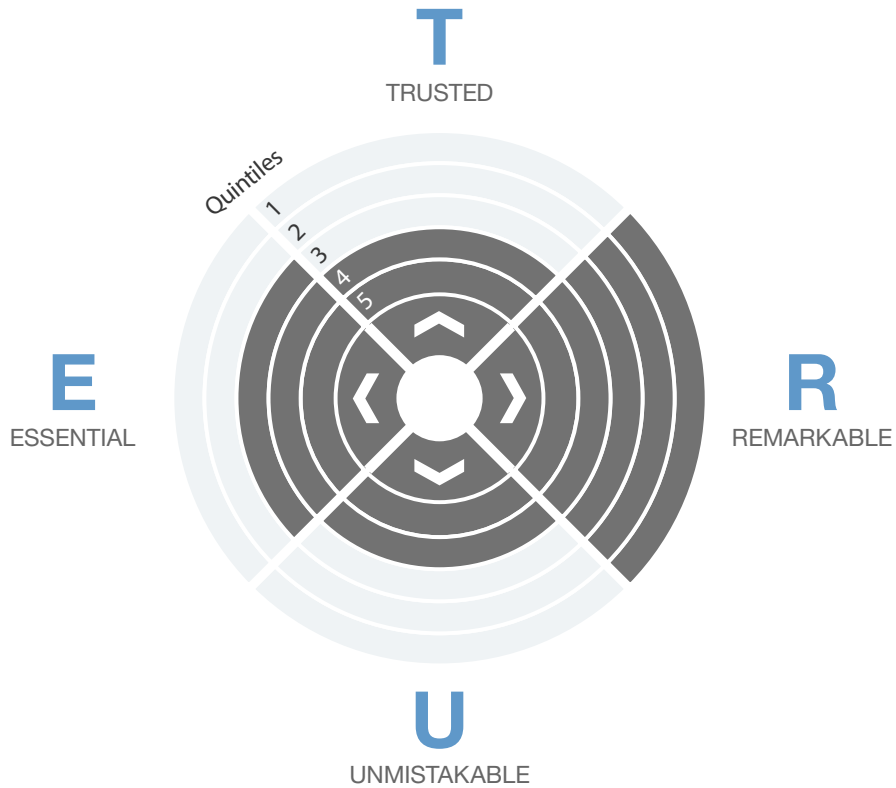 T
TRUSTED
Quintiles
1
2
3
4
5
E
ESSENTIAL
R
REMARKABLE
U
UNMISTAKABLE